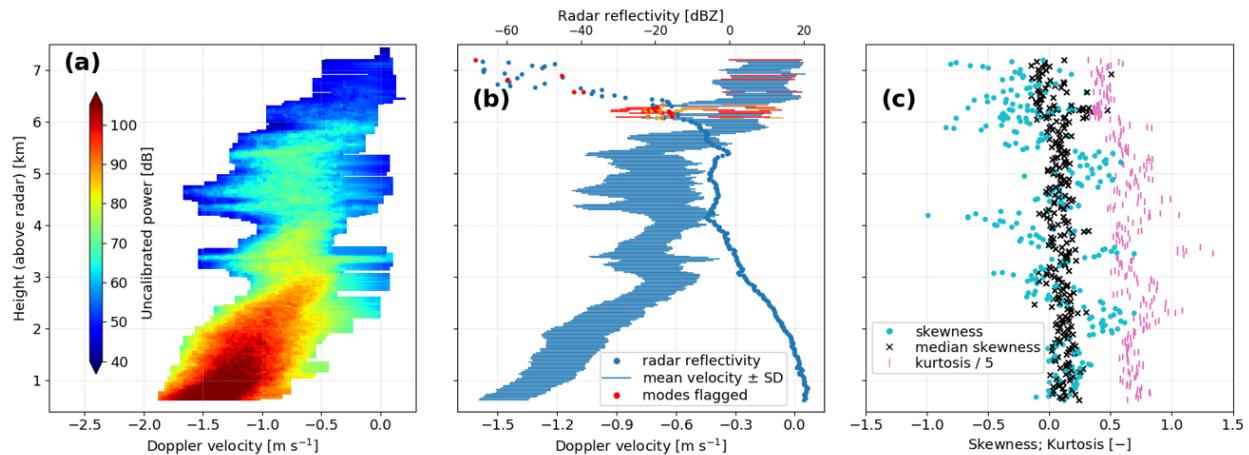 Radar reflectivity [dBZ]
−60 −40 −20 0 20
(a)
(b)
(c)
7
6
5
4
3
2
1
Height (above radar) [km]
100
90
80
70
60
50
40
Uncalibrated power [dB]
radar reflectivity
mean velocity ± SD
modes flagged
skewness
median skewness
kurtosis / 5
−2.5 −2.0 −1.5 −1.0 −0.5 0.0
Doppler velocity [m s⁻¹]
−1.5 −1.2 −0.9 −0.6 −0.3 0.0
Doppler velocity [m s⁻¹]
−1.5 −1.0 −0.5 0.0 0.5 1.0 1.5
Skewness; Kurtosis [−]